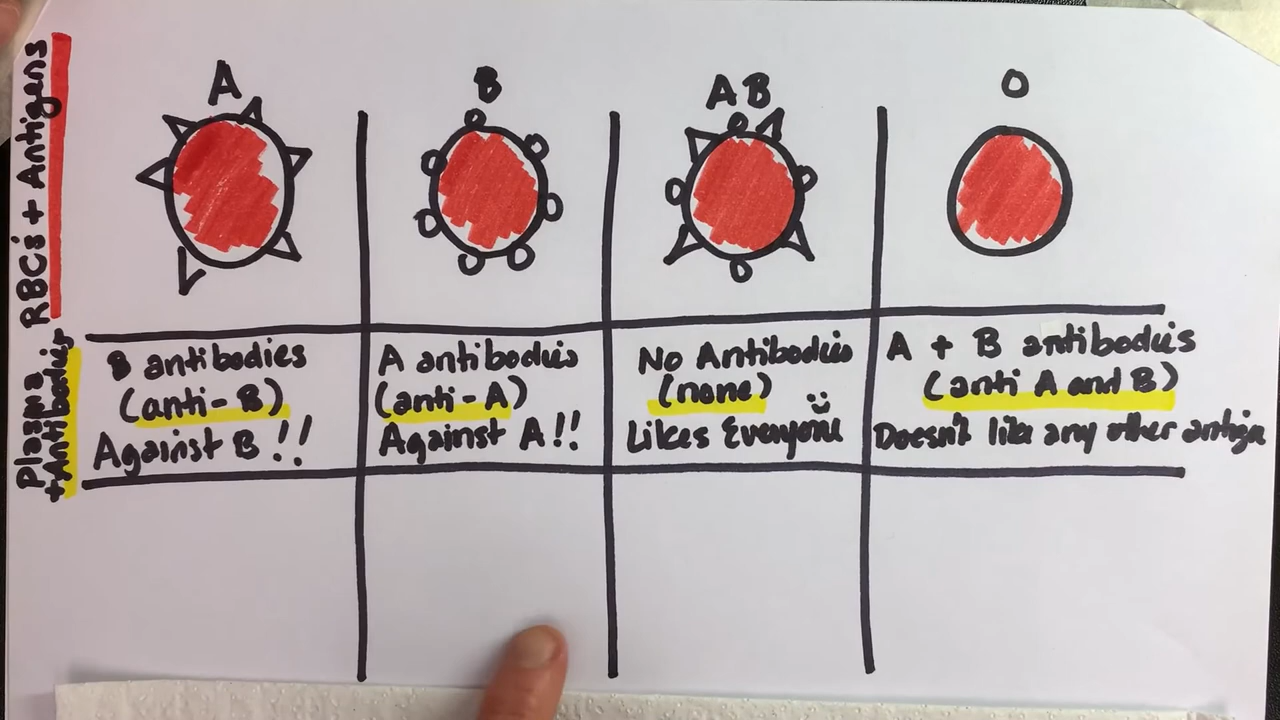 A
B
AB
O
RBCs + Antigens
Plasma
+Antibodies
B antibodies
(anti-B)
Against B!!
A antibodies
(anti-A)
Against A!!
No Antibodies
(none)
Likes Everyone
A + B antibodies
(anti A and B)
Doesn't like any other antigen